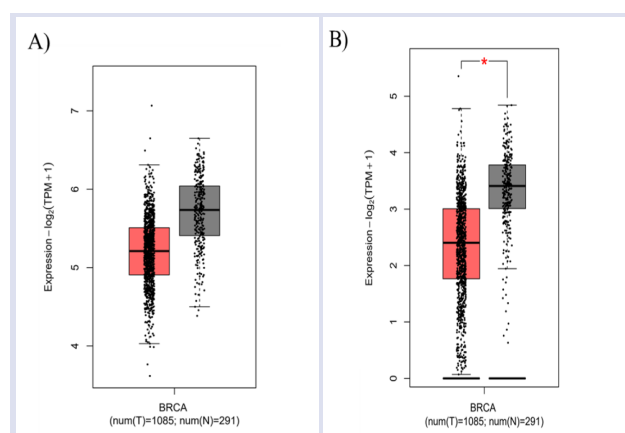 A)
7
6
5
4
Expression−log2(TPM+1)
BRCA
(num(T)=1085; num(N)=291)
B)
*
5
4
3
2
1
0
Expression−log2(TPM+1)
BRCA
(num(T)=1085; num(N)=291)